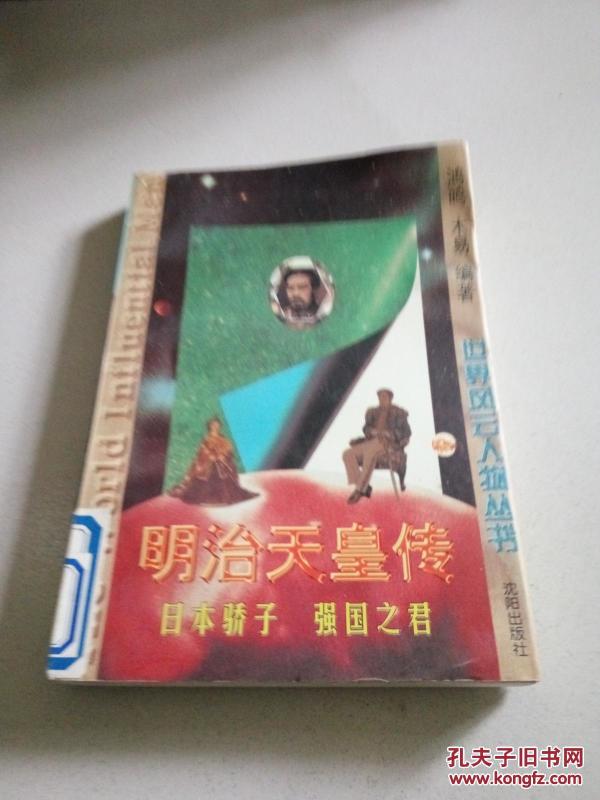 World Influential M
鸿鸣 木易 编著
世界风云人物丛书
明治天皇传
日本骄子 强国之君
沈阳出版社
孔夫子旧书网
www.kongfz.com